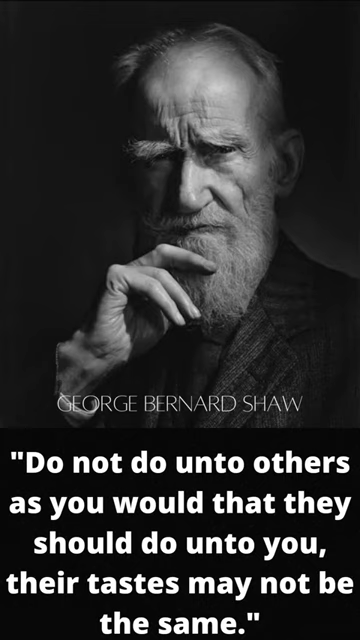 GEORGE BERNARD SHAW
"Do not do unto others
as you would that they
should do unto you,
their tastes may not be
the same."